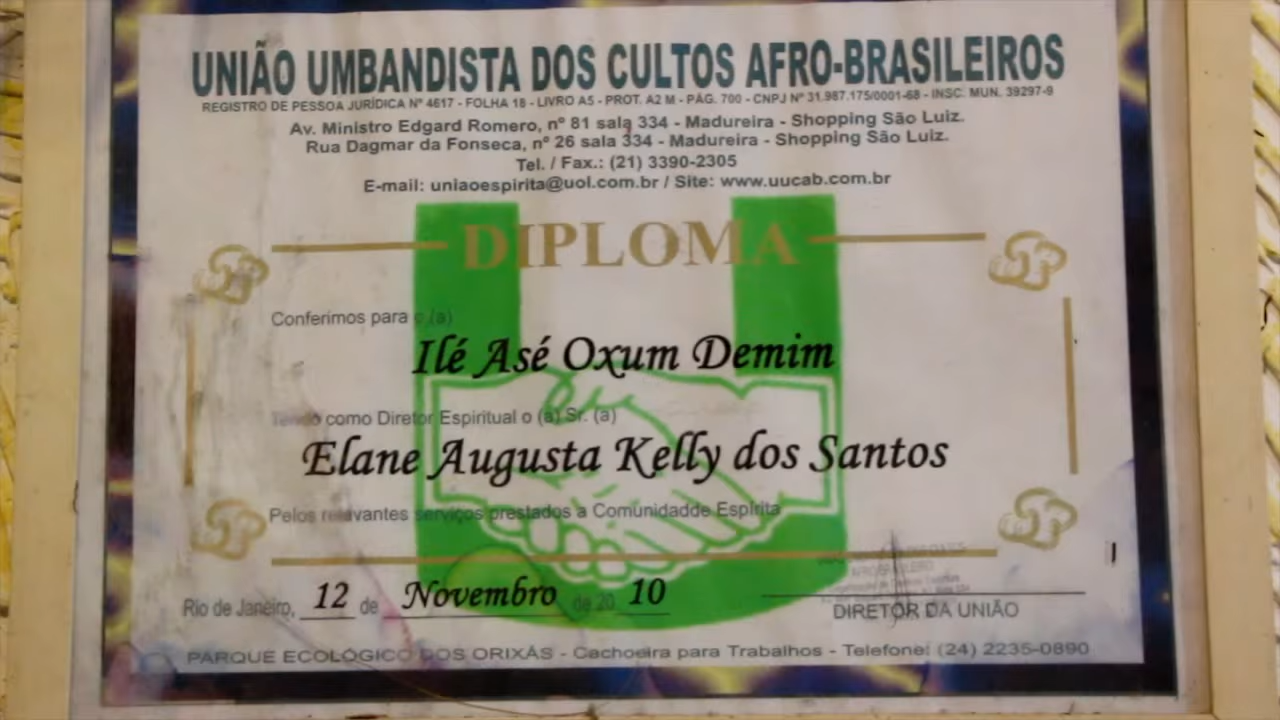 UNIÃO UMBANDISTA DOS CULTOS AFRO-BRASILEIROS
REGISTRO DE PESSOA JURÍDICA Nº 4617 - FOLHA 18 - LIVRO A5 - PROT. A2 M - PÁG. 700 - CNPJ Nº 31.987.175/0001-68 - INSC. MUN. 39297-9
Av. Ministro Edgard Romero, nº 81 sala 334 - Madureira - Shopping São Luiz.
Rua Dagmar da Fonseca, nº 26 sala 334 - Madureira - Shopping São Luiz.
Tel. / Fax.: (21) 3390-2305
E-mail: uniaoespirita@uol.com.br / Site: www.uucab.com.br
DIPLOMA
Conferimos para o (a)
Ilé Asé Oxum Demim
Tendo como Diretor Espiritual o (a) Sr. (a)
Elane Augusta Kelly dos Santos
Pelos relevantes serviços prestados a Comunidadde Espírita
Rio de Janeiro, 12 de Novembro de 20 10
DIRETOR DA UNIÃO
PARQUE ECOLÓGICO DOS ORIXÁS - Cachoeira para Trabalhos - Telefone: (24) 2235-0890